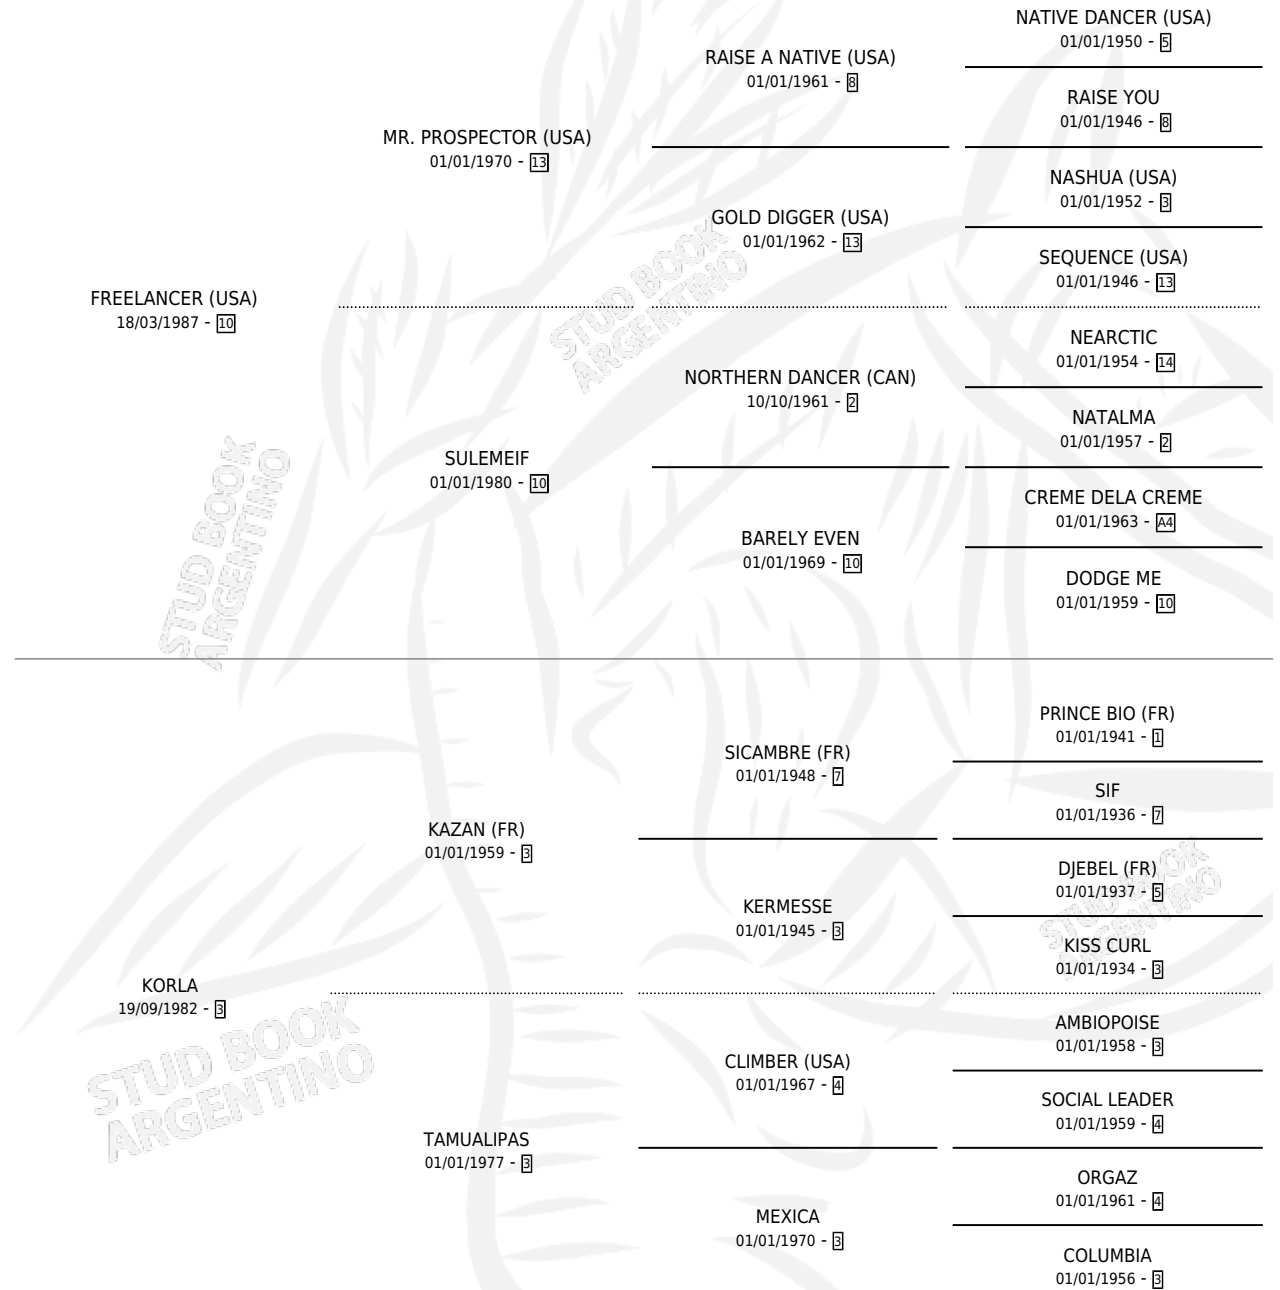 NATIVE DANCER (USA)
01/01/1950 - 5
RAISE A NATIVE (USA)
01/01/1961 - 8
RAISE YOU
01/01/1946 - 8
MR. PROSPECTOR (USA)
01/01/1970 - 13
NASHUA (USA)
01/01/1952 - 3
GOLD DIGGER (USA)
01/01/1962 - 13
SEQUENCE (USA)
01/01/1946 - 13
FREELANCER (USA)
18/03/1987 - 10
NEARCTIC
01/01/1954 - 14
NORTHERN DANCER (CAN)
10/10/1961 - 2
NATALMA
01/01/1957 - 2
SULEMEIF
01/01/1980 - 10
CREME DELA CREME
01/01/1963 - A4
BARELY EVEN
01/01/1969 - 10
DODGE ME
01/01/1959 - 10
PRINCE BIO (FR)
01/01/1941 - 1
SICAMBRE (FR)
01/01/1948 - 7
SIF
01/01/1936 - 7
KAZAN (FR)
01/01/1959 - 3
DJEBEL (FR)
01/01/1937 - 5
KERMESSE
01/01/1945 - 3
KISS CURL
01/01/1934 - 3
KORLA
19/09/1982 - 3
AMBIOPOISE
01/01/1958 - 3
CLIMBER (USA)
01/01/1967 - 4
SOCIAL LEADER
01/01/1959 - 4
TAMUALIPAS
01/01/1977 - 3
ORGAZ
01/01/1961 - 4
MEXICA
01/01/1970 - 3
COLUMBIA
01/01/1956 - 3
STUD BOOK
ARGENTINO
STUD BOOK
ARGENTINO
STUD BOOK
ARGENTINO
STUD BOOK
ARGENTINO